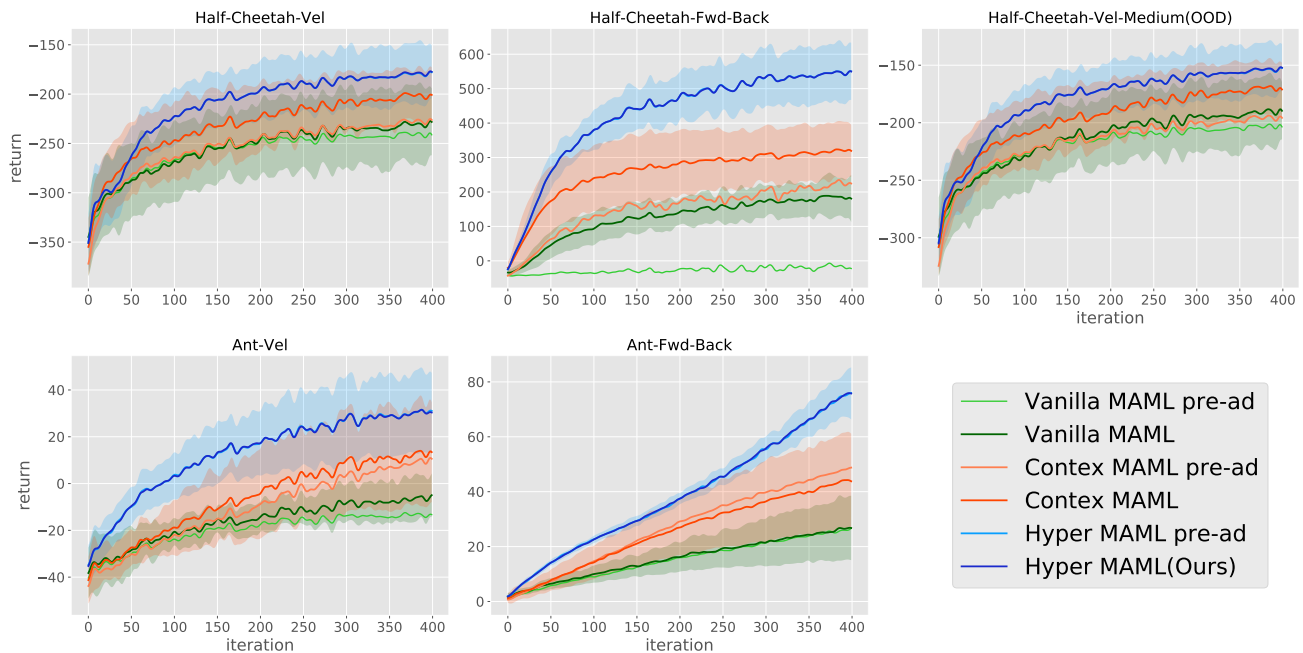 Half-Cheetah-Vel
−150
−200
−250
−300
−350
return
0 50 100 150 200 250 300 350 400
Half-Cheetah-Fwd-Back
600
500
400
300
200
100
0
0 50 100 150 200 250 300 350 400
Half-Cheetah-Vel-Medium(OOD)
−150
−200
−250
−300
0 50 100 150 200 250 300 350 400
iteration
Ant-Vel
40
20
0
−20
−40
return
0 50 100 150 200 250 300 350 400
iteration
Ant-Fwd-Back
80
60
40
20
0
0 50 100 150 200 250 300 350 400
iteration
Vanilla MAML pre-ad
Vanilla MAML
Contex MAML pre-ad
Contex MAML
Hyper MAML pre-ad
Hyper MAML(Ours)